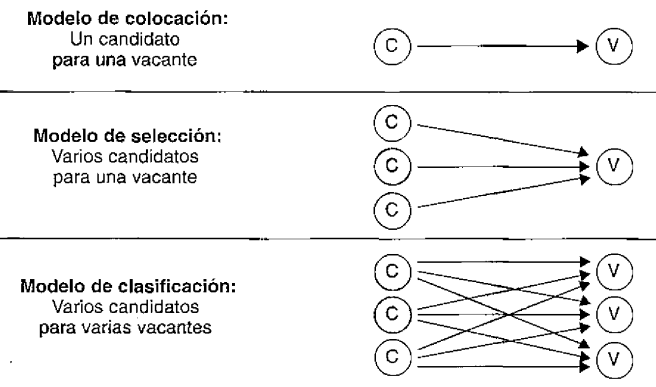 Modelo de colocación:
Un candidato
para una vacante
C
V
Modelo de selección:
Varios candidatos
para una vacante
C
C
C
V
Modelo de clasificación:
Varios candidatos
para varias vacantes
C
V
C
V
C
V